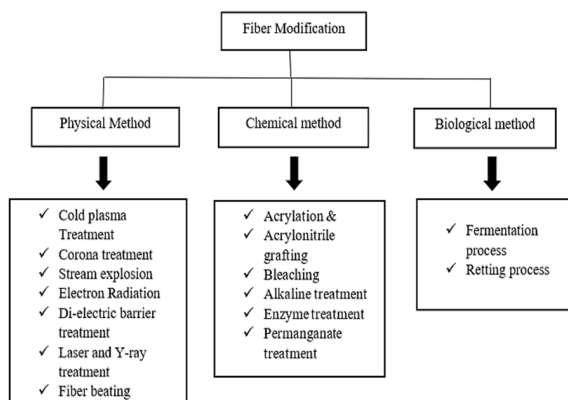 Fiber Modification
Physical Method
Chemical method
Biological method
✓ Cold plasma
Treatment
✓ Corona treatment
✓ Stream explosion
✓ Electron Radiation
✓ Di-electric barrier
treatment
✓ Laser and Y-ray
treatment
✓ Fiber beating
✓ Acrylation &
✓ Acrylonitrile
grafting
✓ Bleaching
✓ Alkaline treatment
✓ Enzyme treatment
✓ Permanganate
treatment
✓ Fermentation
process
✓ Retting process